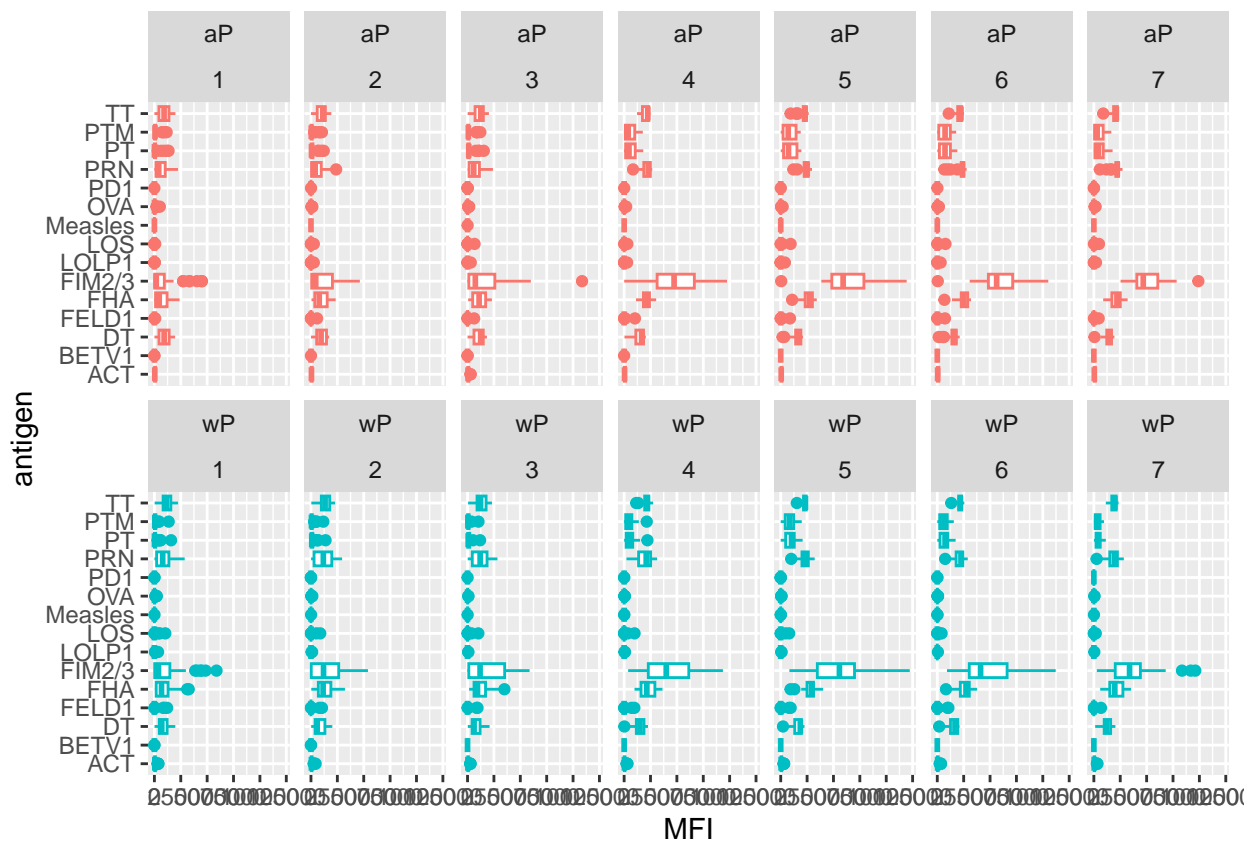 aP aP aP aP aP aP aP
1 2 3 4 5 6 7
TT
PTM
PT
PRN
PD1
OVA
Measles
LOS
LOLP1
FIM2/3
FHA
FELD1
DT
BETV1
ACT
antigen
wP wP wP wP wP wP wP
1 2 3 4 5 6 7
TT
PTM
PT
PRN
PD1
OVA
Measles
LOS
LOLP1
FIM2/3
FHA
FELD1
DT
BETV1
ACT
MFI